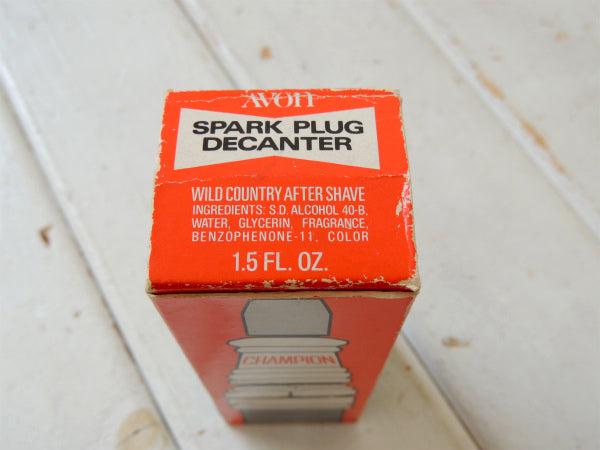 AVON
SPARK PLUG
DECANTER
WILD COUNTRY AFTER SHAVE
INGREDIENTS: S.D. ALCOHOL 40-B,
WATER, GLYCERIN, FRAGRANCE,
BENZOPHENONE-11, COLOR
1.5 FL. OZ.
CHAMPION